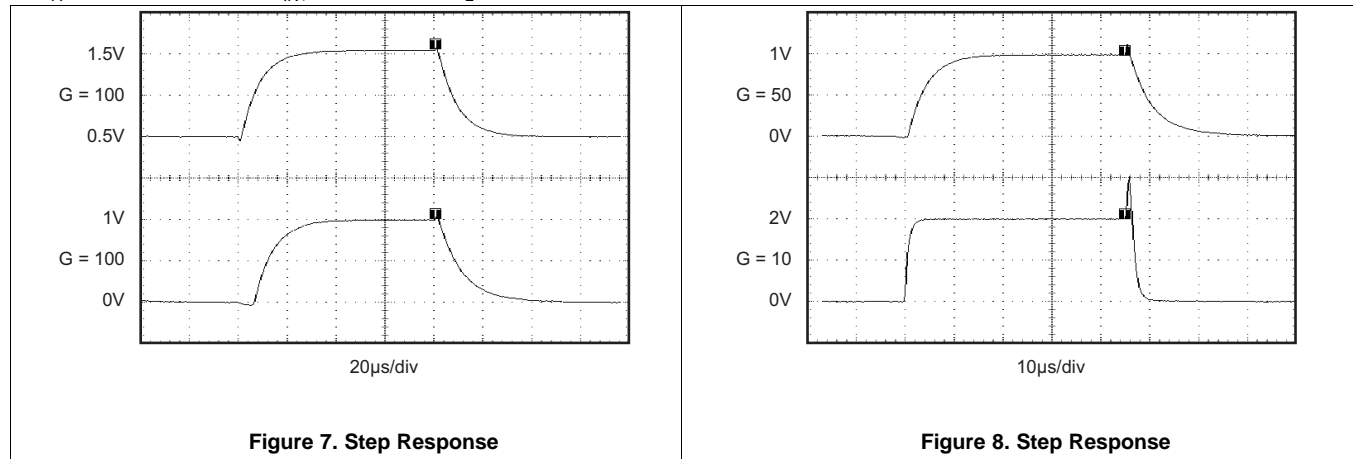 1.5V
G = 100
0.5V
1V
G = 100
0V
20µs/div
Figure 7. Step Response
1V
G = 50
0V
2V
G = 10
0V
10µs/div
Figure 8. Step Response